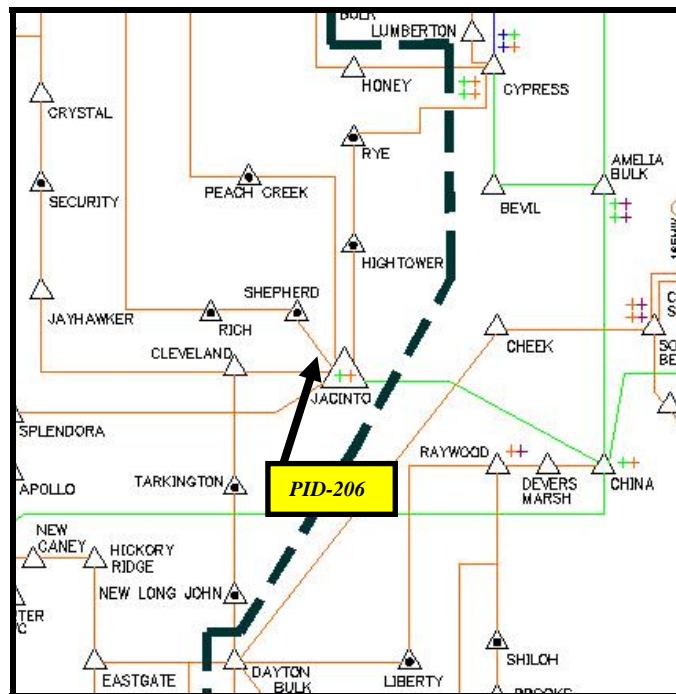 BULK
LUMBERTON
HONEY
CYPRESS
CRYSTAL
RYE
AMELIA
BULK
PEACH CREEK
SECURITY
BEVIL
HIGHTOWER
SHEPHERD
JAYHAWKER
RICH
CHEEK
CLEVELAND
JACINTO
SPLENDORA
RAYWOOD
TARKINGTON
PID-206
APOLLO
DEVERS
MARSH
CHINA
NEW
CANEY
HICKORY
RIDGE
NEW LONG JOHN
EASTGATE
DAYTON
BULK
LIBERTY
SHILOH